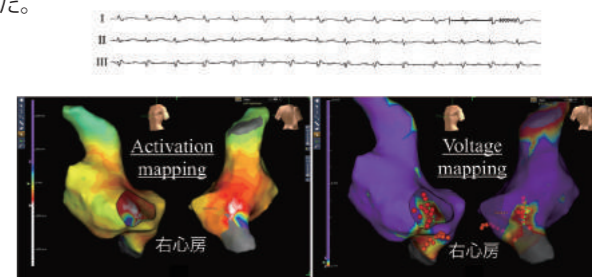 た。
I
II
III
Activation
mapping
右心房
Voltage
mapping
右心房